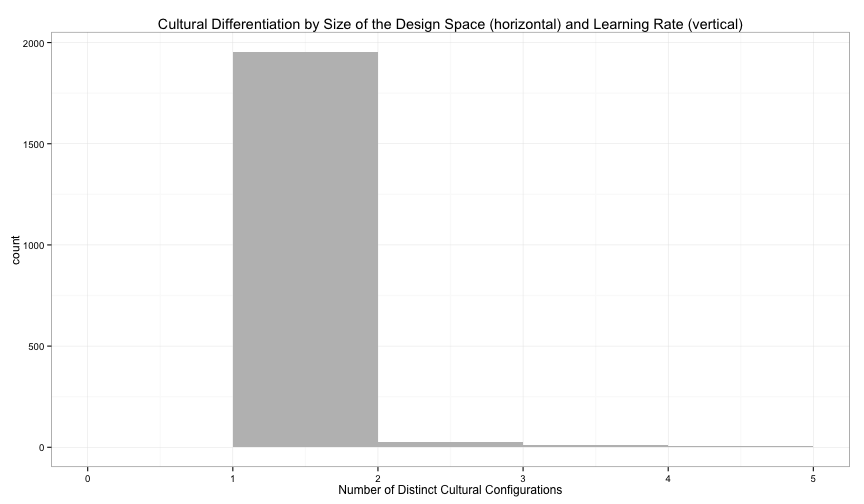 Cultural Differentiation by Size of the Design Space (horizontal) and Learning Rate (vertical)
2000
1500
1000
500
0
count
0 1 2 3 4 5
Number of Distinct Cultural Configurations